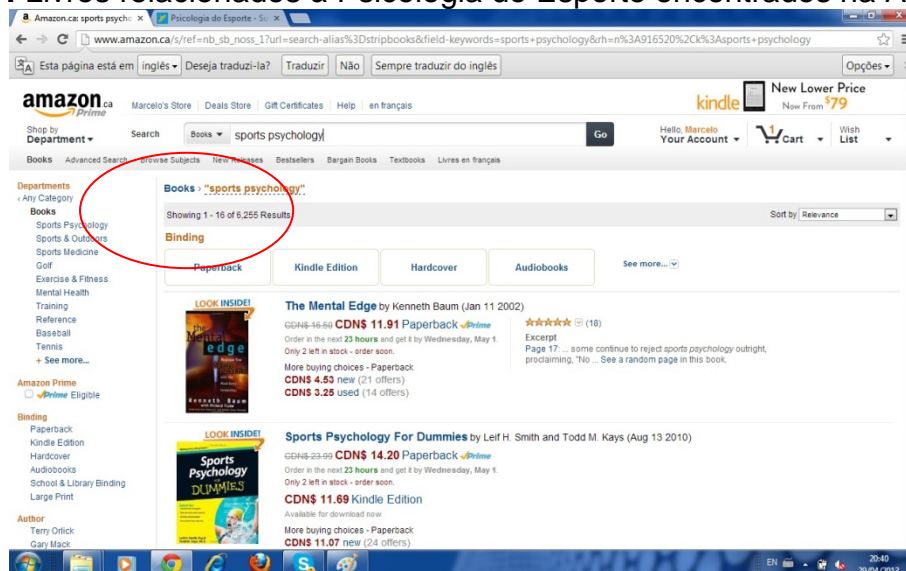 Livros relacionados à Psicologia do Esporte encontrados na A
Amazon.ca: sports psycho
Psicologia do Esporte - Su
www.amazon.ca/s/ref=nb_sb_noss_1?url=search-alias%3Dstripbooks&field-keywords=sports+psychology&rh=n%3A916520%2Ck%3Asports+psychology
Esta página está em inglês Deseja traduzi-la? Traduzir Não Sempre traduzir do inglês Opções
amazon.ca Prime
Marcelo's Store Deals Store Gift Certificates Help en français
kindle New Lower Price
Now From $79
Shop by Department
Search Books sports psychology Go
Hello, Marcelo Your Account
1 Cart
Wish List
Books Advanced Search Browse Subjects New Releases Bestsellers Bargain Books Textbooks Livres en français
Departments
‹ Any Category
Books
Sports Psychology
Sports & Outdoors
Sports Medicine
Golf
Exercise & Fitness
Mental Health
Training
Reference
Baseball
Tennis
+ See more...
Amazon Prime
Prime Eligible
Binding
Paperback
Kindle Edition
Hardcover
Audiobooks
School & Library Binding
Large Print
Author
Terry Orlick
Gary Mack
Books › "sports psychology"
Showing 1 - 16 of 6,255 Results
Sort by Relevance
Binding
Paperback Kindle Edition Hardcover Audiobooks See more...
LOOK INSIDE!
the Mental edge
Kenneth Baum
The Mental Edge by Kenneth Baum (Jan 11 2002)
CDN$ 16.50 CDN$ 11.91 Paperback Prime
Order in the next 23 hours and get it by Wednesday, May 1.
Only 2 left in stock - order soon.
More buying choices - Paperback
CDN$ 4.53 new (21 offers)
CDN$ 3.25 used (14 offers)
(18)
Excerpt
Page 17: ... some continue to reject sports psychology outright,
proclaiming, "No ... See a random page in this book.
LOOK INSIDE!
Sports
Psychology
DUMMIES
Sports Psychology For Dummies by Leif H. Smith and Todd M. Kays (Aug 13 2010)
CDN$ 23.99 CDN$ 14.20 Paperback Prime
Order in the next 23 hours and get it by Wednesday, May 1.
Only 2 left in stock - order soon.
CDN$ 11.69 Kindle Edition
Available for download now
More buying choices - Paperback
CDN$ 11.07 new (24 offers)
EN
20:40
29/04/2013